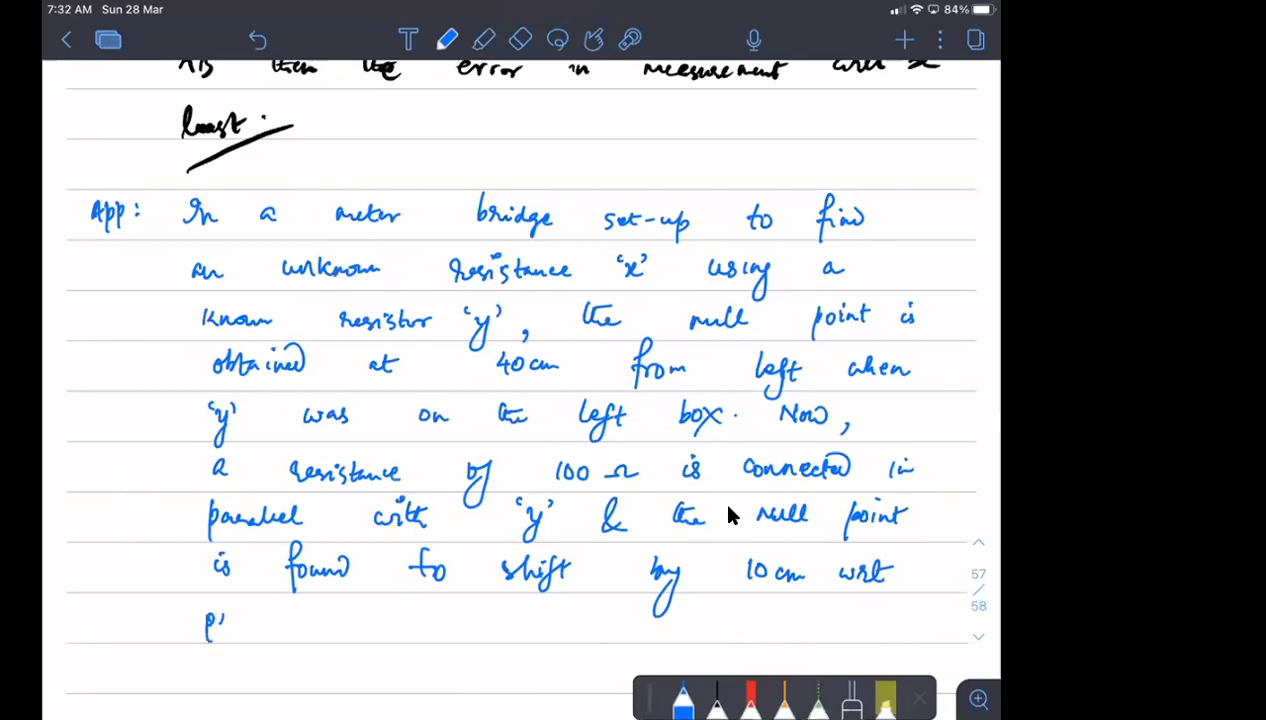 7:32 AM Sun 28 Mar 84%
then the error in measurement
least.
App: In a meter bridge set-up to find
an unknown resistance 'x' using a
known resistor 'y', the null point is
obtained at 40cm from left when
'y' was on the left box. Now,
a resistance of 100 Ω is connected in
parallel with 'y' & the null point
is found to shift by 10cm wrt
57
/
58